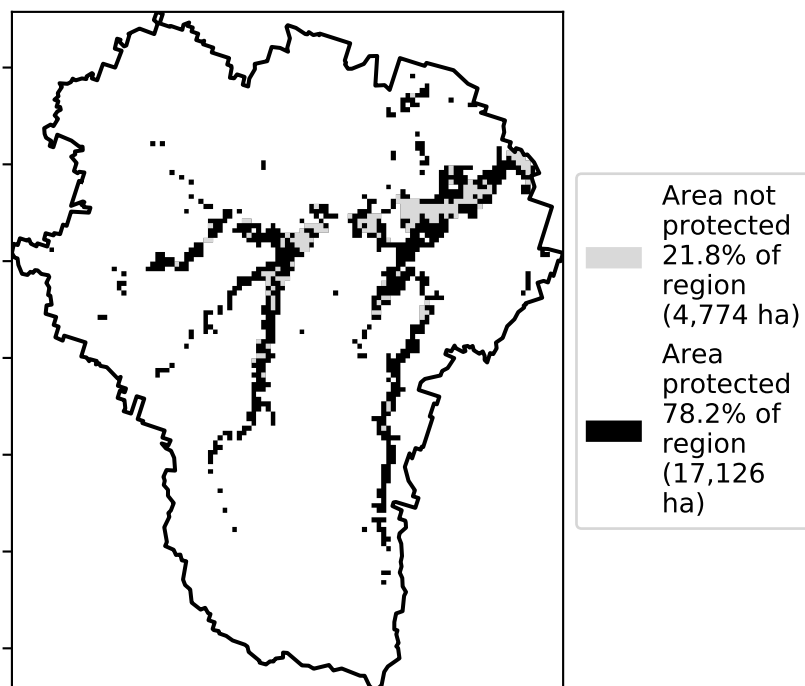 Area not
protected
21.8% of
region
(4,774 ha)
Area
protected
78.2% of
region
(17,126
ha)